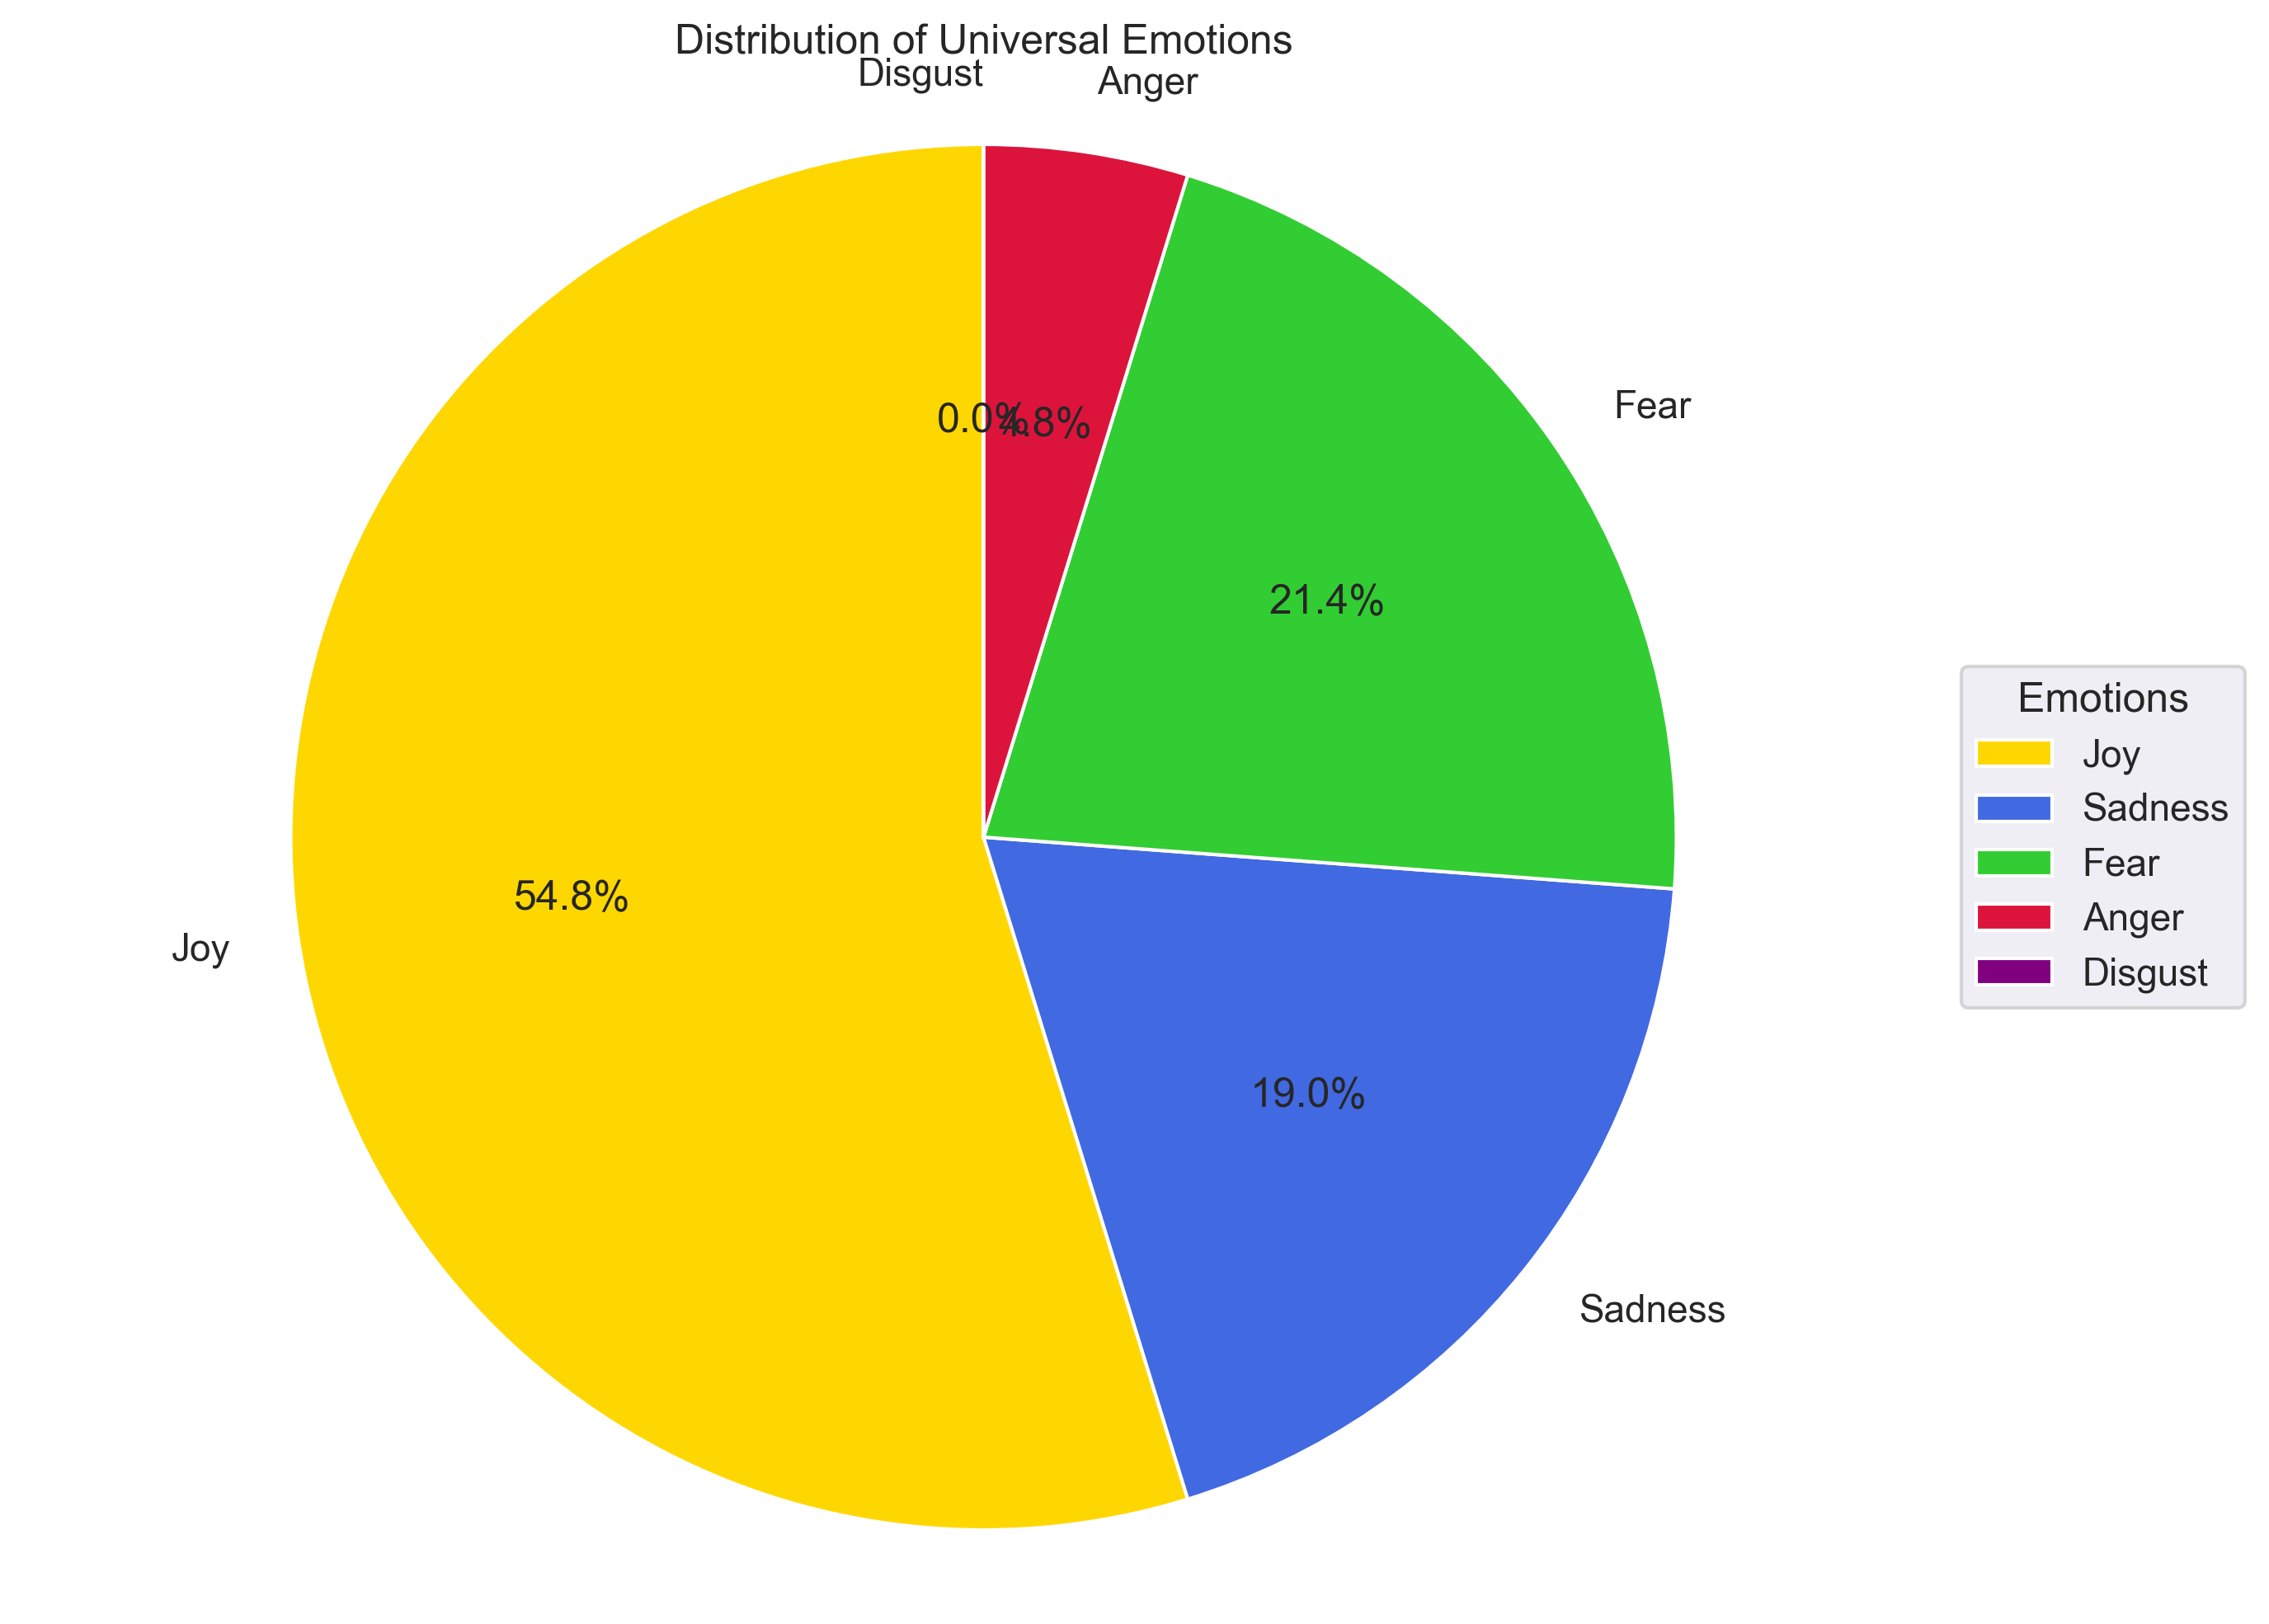 Distribution of Universal Emotions
Disgust
Anger
Fear
0.0%
4.8%
21.4%
54.8%
Joy
19.0%
Sadness
Emotions
Joy
Sadness
Fear
Anger
Disgust